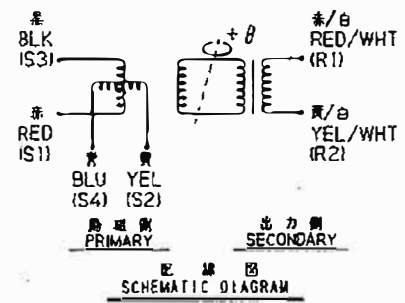 黒
BLK
(S3)
赤
RED
(S1)
青
BLU
(S4)
黄
YEL
(S2)
+θ
赤/白
RED/WHT
(R1)
黄/白
YEL/WHT
(R2)
励磁側
PRIMARY
出力側
SECONDARY
配線図
SCHEMATIC DIAGRAM